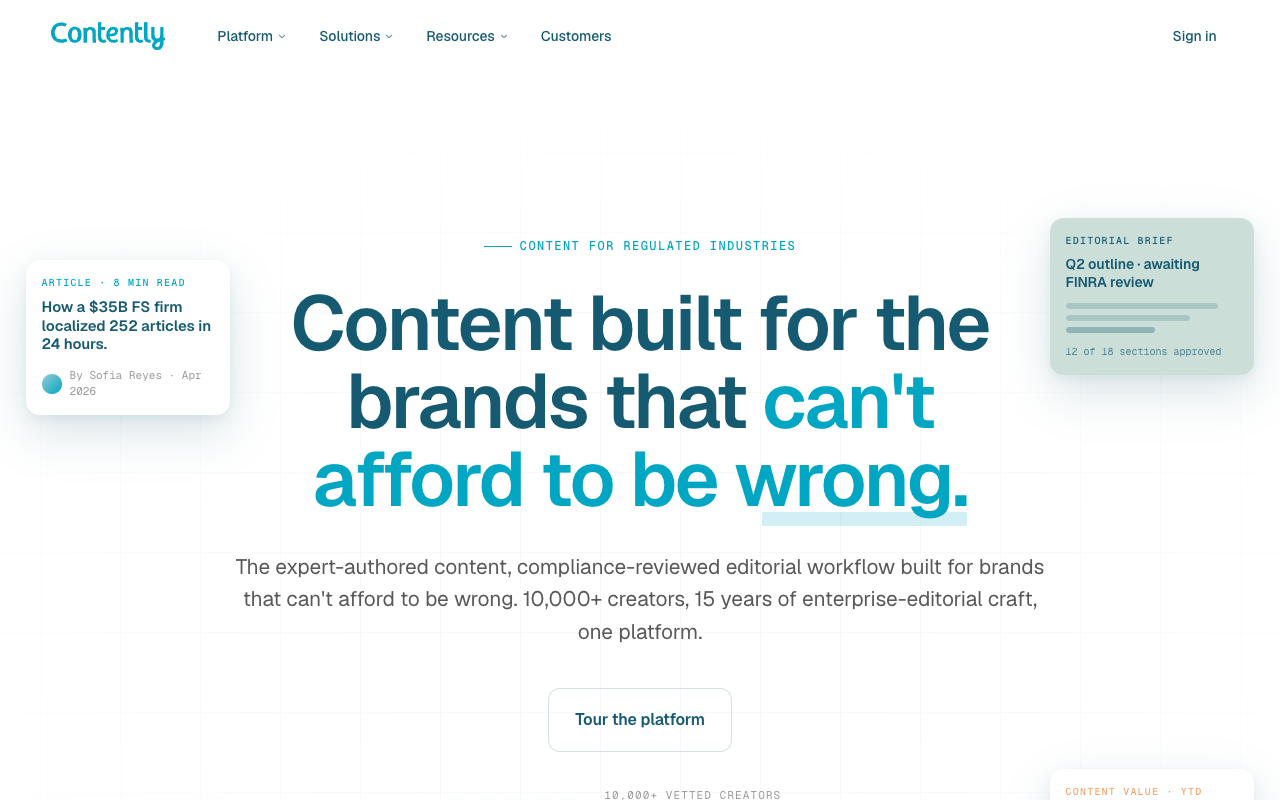 Contently
Platform
Solutions
Resources
Customers
Sign in
CONTENT FOR REGULATED INDUSTRIES
ARTICLE · 8 MIN READ
How a $35B FS firm
localized 252 articles in
24 hours.
By Sofia Reyes · Apr
2026
Content built for the
brands that can't
afford to be wrong.
EDITORIAL BRIEF
Q2 outline · awaiting
FINRA review
12 of 18 sections approved
The expert-authored content, compliance-reviewed editorial workflow built for brands
that can't afford to be wrong. 10,000+ creators, 15 years of enterprise-editorial craft,
one platform.
Tour the platform
10,000+ VETTED CREATORS
CONTENT VALUE · YTD